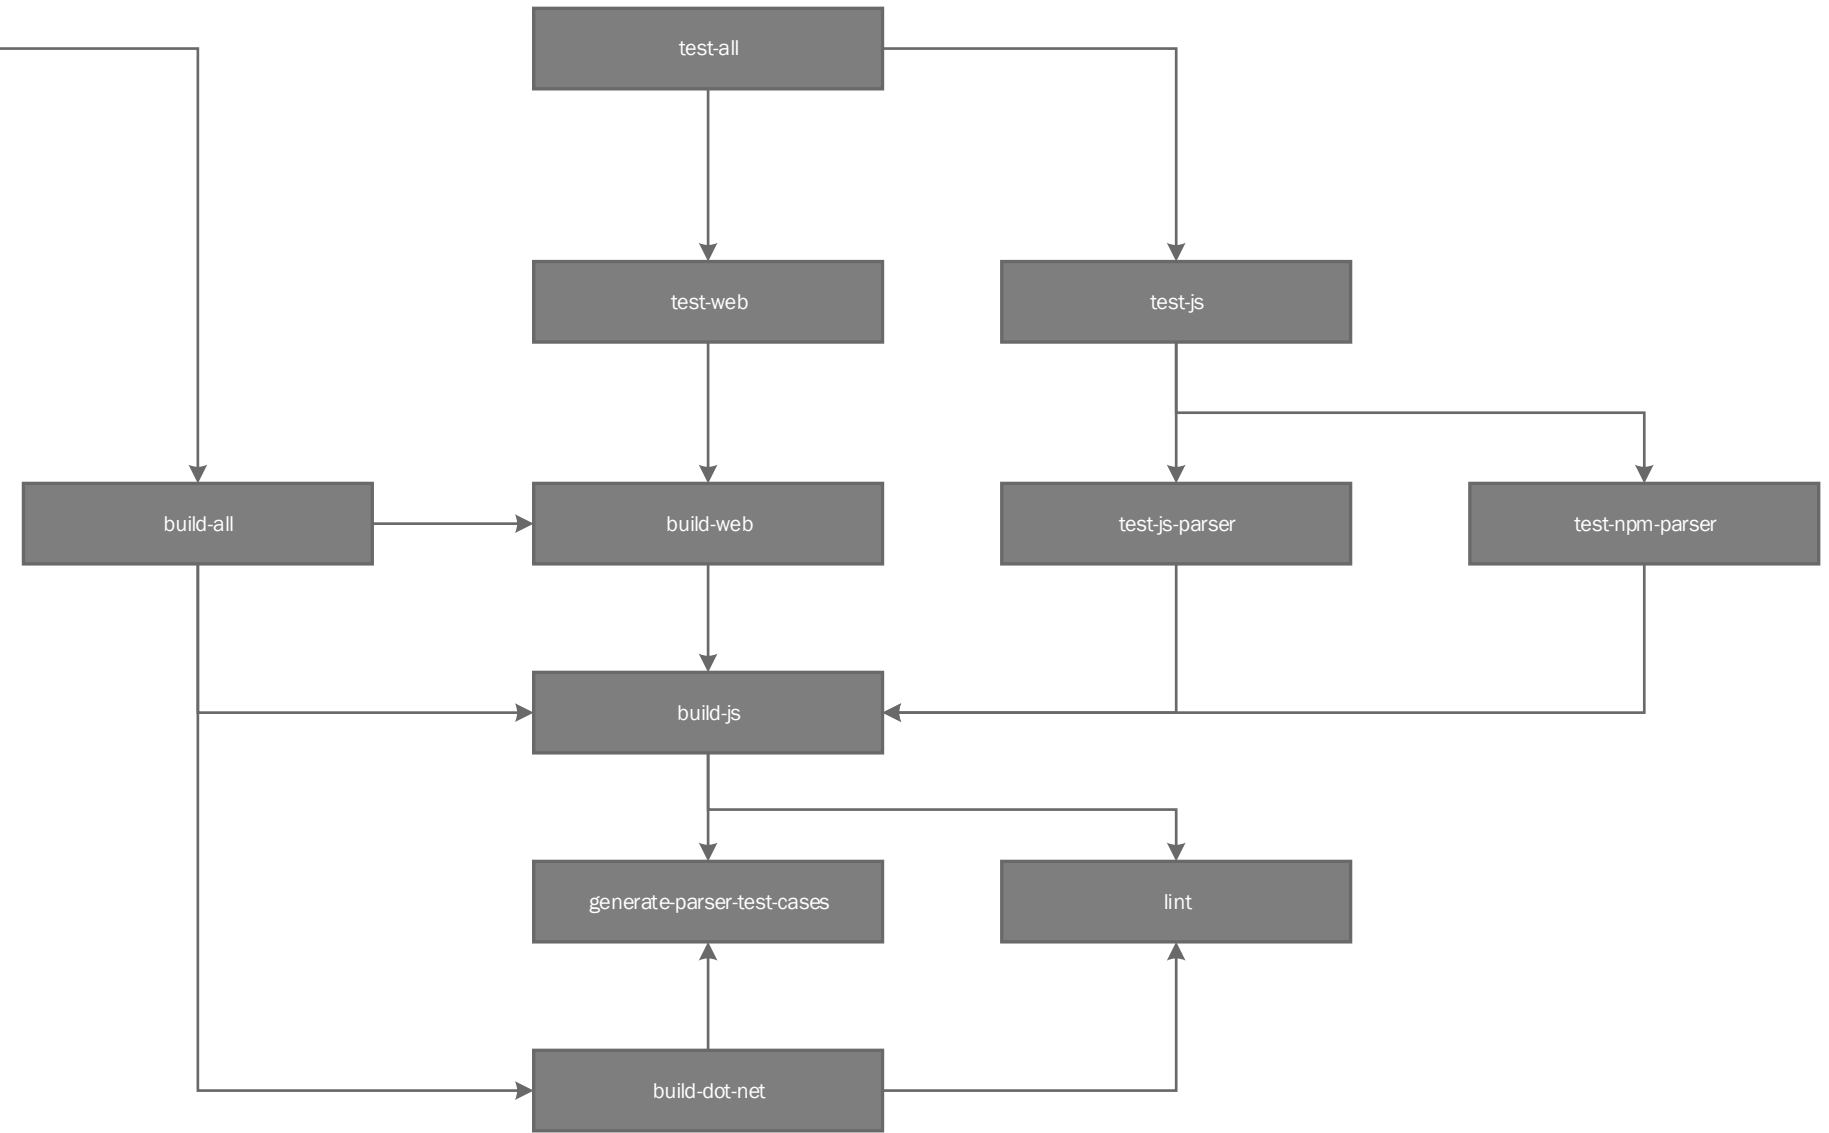 test-all
test-web
test-js
build-all
build-web
test-js-parser
test-npm-parser
build-js
generate-parser-test-cases
lint
build-dot-net